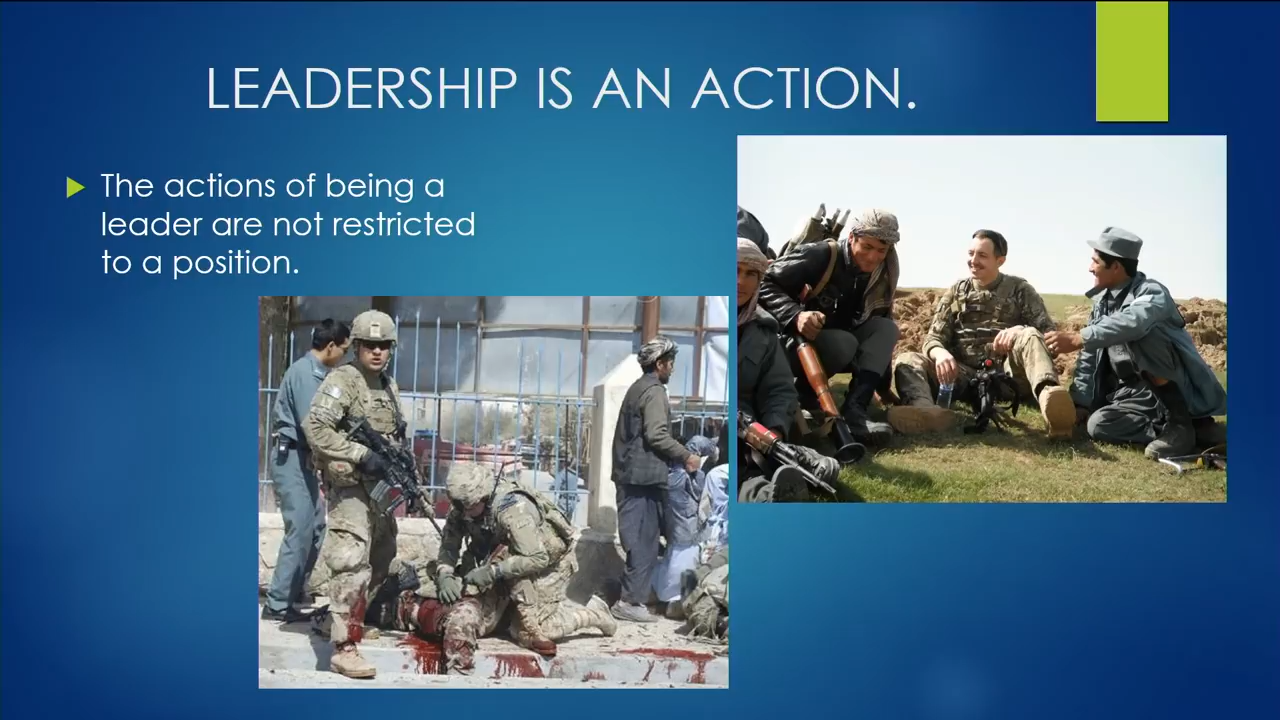 LEADERSHIP IS AN ACTION.
The actions of being a
leader are not restricted
to a position.